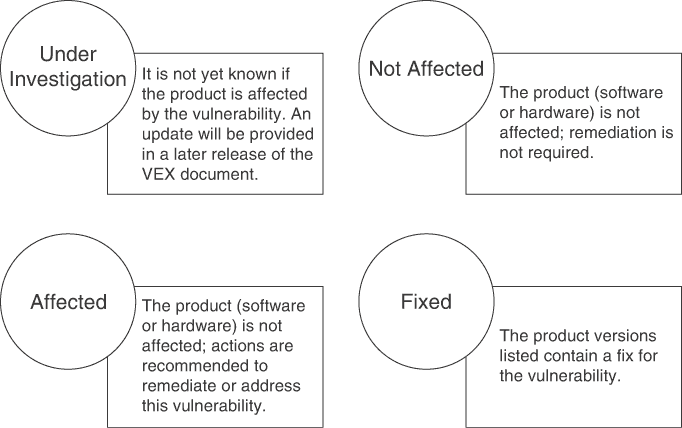 Under
Investigation
It is not yet known if
the product is affected
by the vulnerability. An
update will be provided
in a later release of the
VEX document.
Not Affected
The product (software
or hardware) is not
affected; remediation is
not required.
Affected
The product (software
or hardware) is not
affected; actions are
recommended to
remediate or address
this vulnerability.
Fixed
The product versions
listed contain a fix for
the vulnerability.